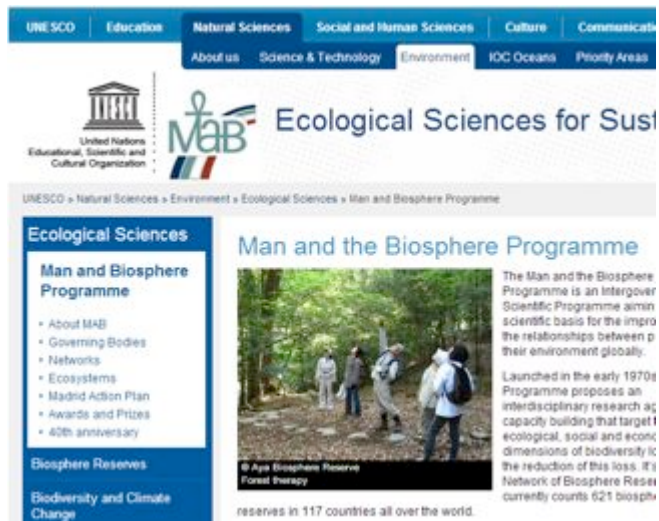 UNESCO Education Natural Sciences Social and Human Sciences Culture Communicati
About us Science & Technology Environment IOC Oceans Priority Areas
UNESCO
United Nations
Educational, Scientific and
Cultural Organization
MAB
Ecological Sciences for Sust
UNESCO » Natural Sciences » Environment » Ecological Sciences » Man and Biosphere Programme
Ecological Sciences
Man and Biosphere
Programme
• About MAB
• Governing Bodies
• Networks
• Ecosystems
• Madrid Action Plan
• Awards and Prizes
• 40th anniversary
Biosphere Reserves
Biodiversity and Climate
Change
Man and the Biosphere Programme
© Aya Biosphere Reserve
Forest therapy
The Man and the Biosphere
Programme is an Intergover
Scientific Programme aimin
scientific basis for the impro
the relationships between p
their environment globally.
Launched in the early 1970s
Programme proposes an
interdisciplinary research ag
capacity building that target t
ecological, social and econo
dimensions of biodiversity lo
the reduction of this loss. It's
Network of Biosphere Reser
currently counts 621 biosph
reserves in 117 countries all over the world.